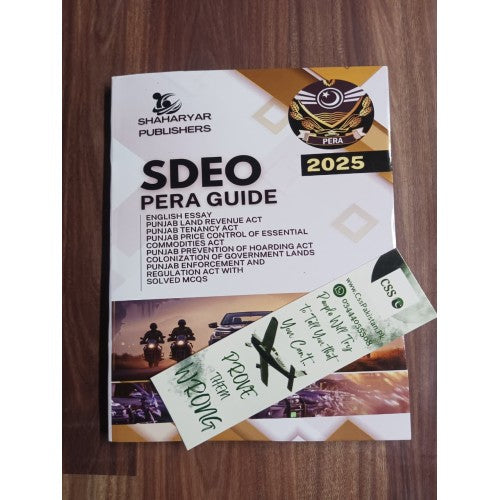 SHAHARYAR
PUBLISHERS
PERA
2025
SDEO
PERA GUIDE
ENGLISH ESSAY
PUNJAB LAND REVENUE ACT
PUNJAB TENANCY ACT
PUNJAB PRICE CONTROL OF ESSENTIAL
COMMODITIES ACT
PUNJAB PREVENTION OF HOARDING ACT
COLONIZATION OF GOVERNMENT LANDS
PUNJAB ENFORCEMENT AND
REGULATION ACT WITH
SOLVED MCQS
CSS
www.CssPakistan.Pk
People Will Try
to Tell You That
You Can't..
PROVE
THEM
WRONG